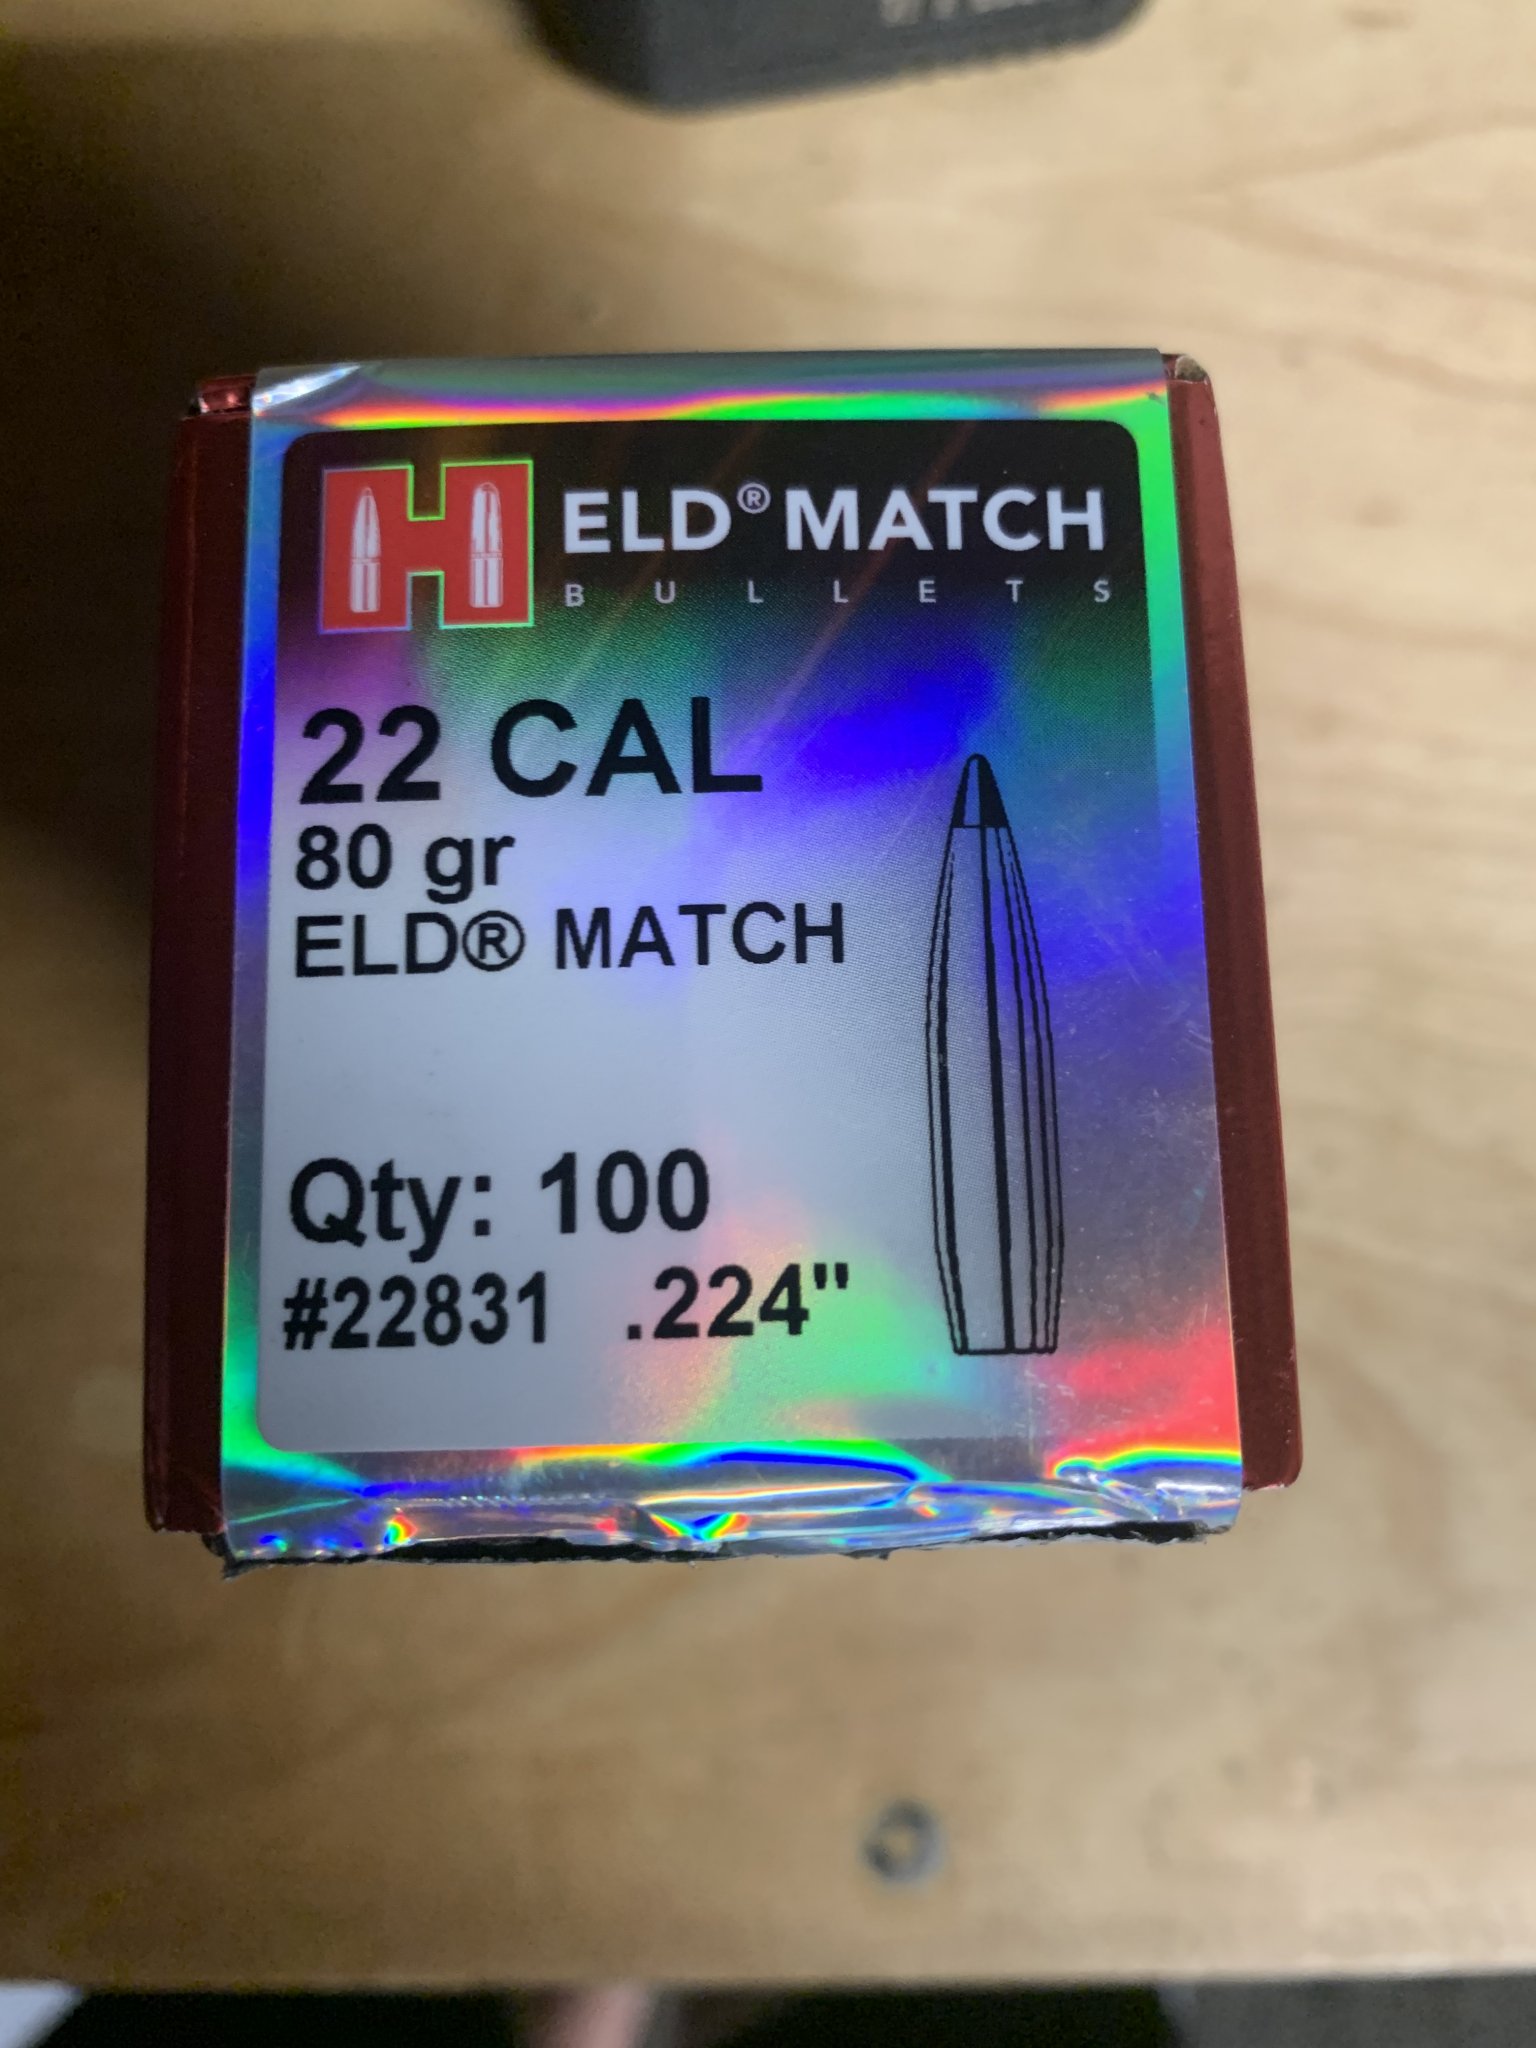 ELD® MATCH
BULLETS
22 CAL
80 gr
ELD® MATCH
Qty: 100
#22831 .224"